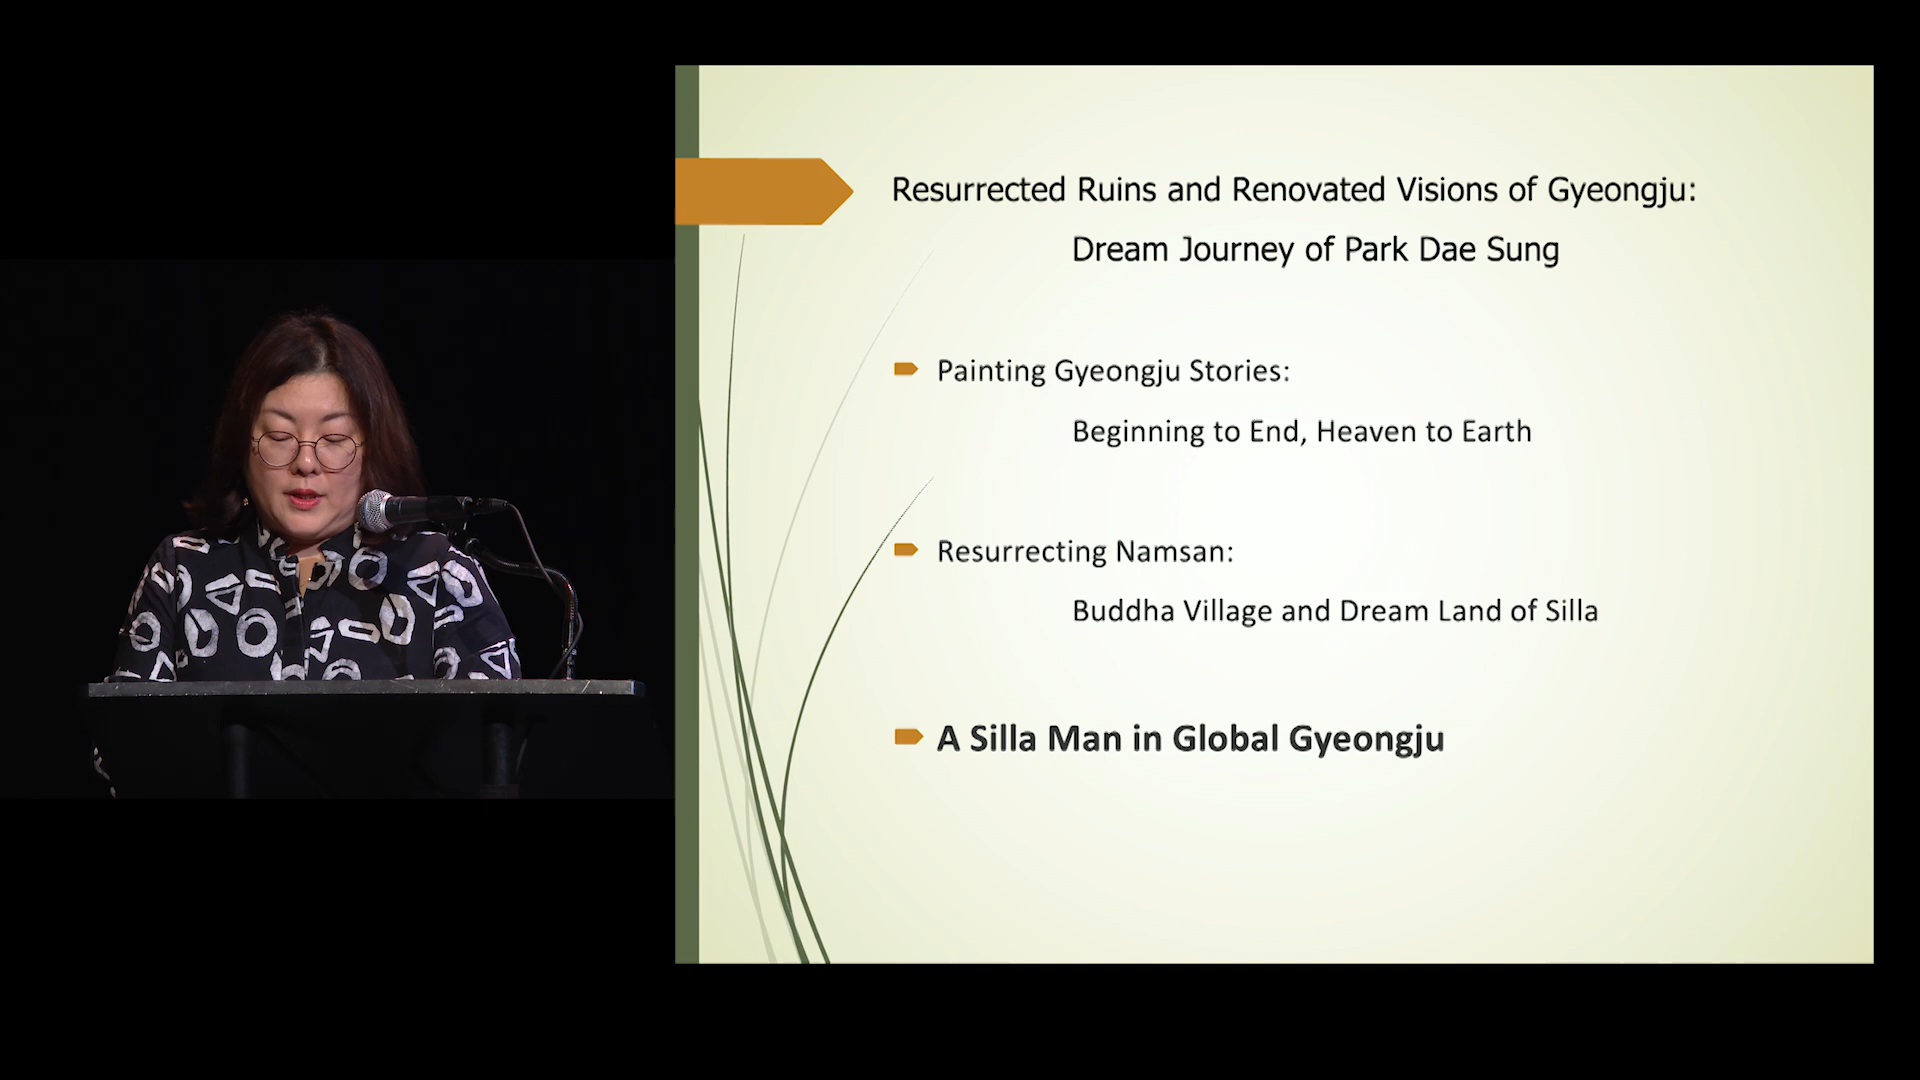 Resurrected Ruins and Renovated Visions of Gyeongju:
Dream Journey of Park Dae Sung
Painting Gyeongju Stories:
Beginning to End, Heaven to Earth
Resurrecting Namsan:
Buddha Village and Dream Land of Silla
A Silla Man in Global Gyeongju